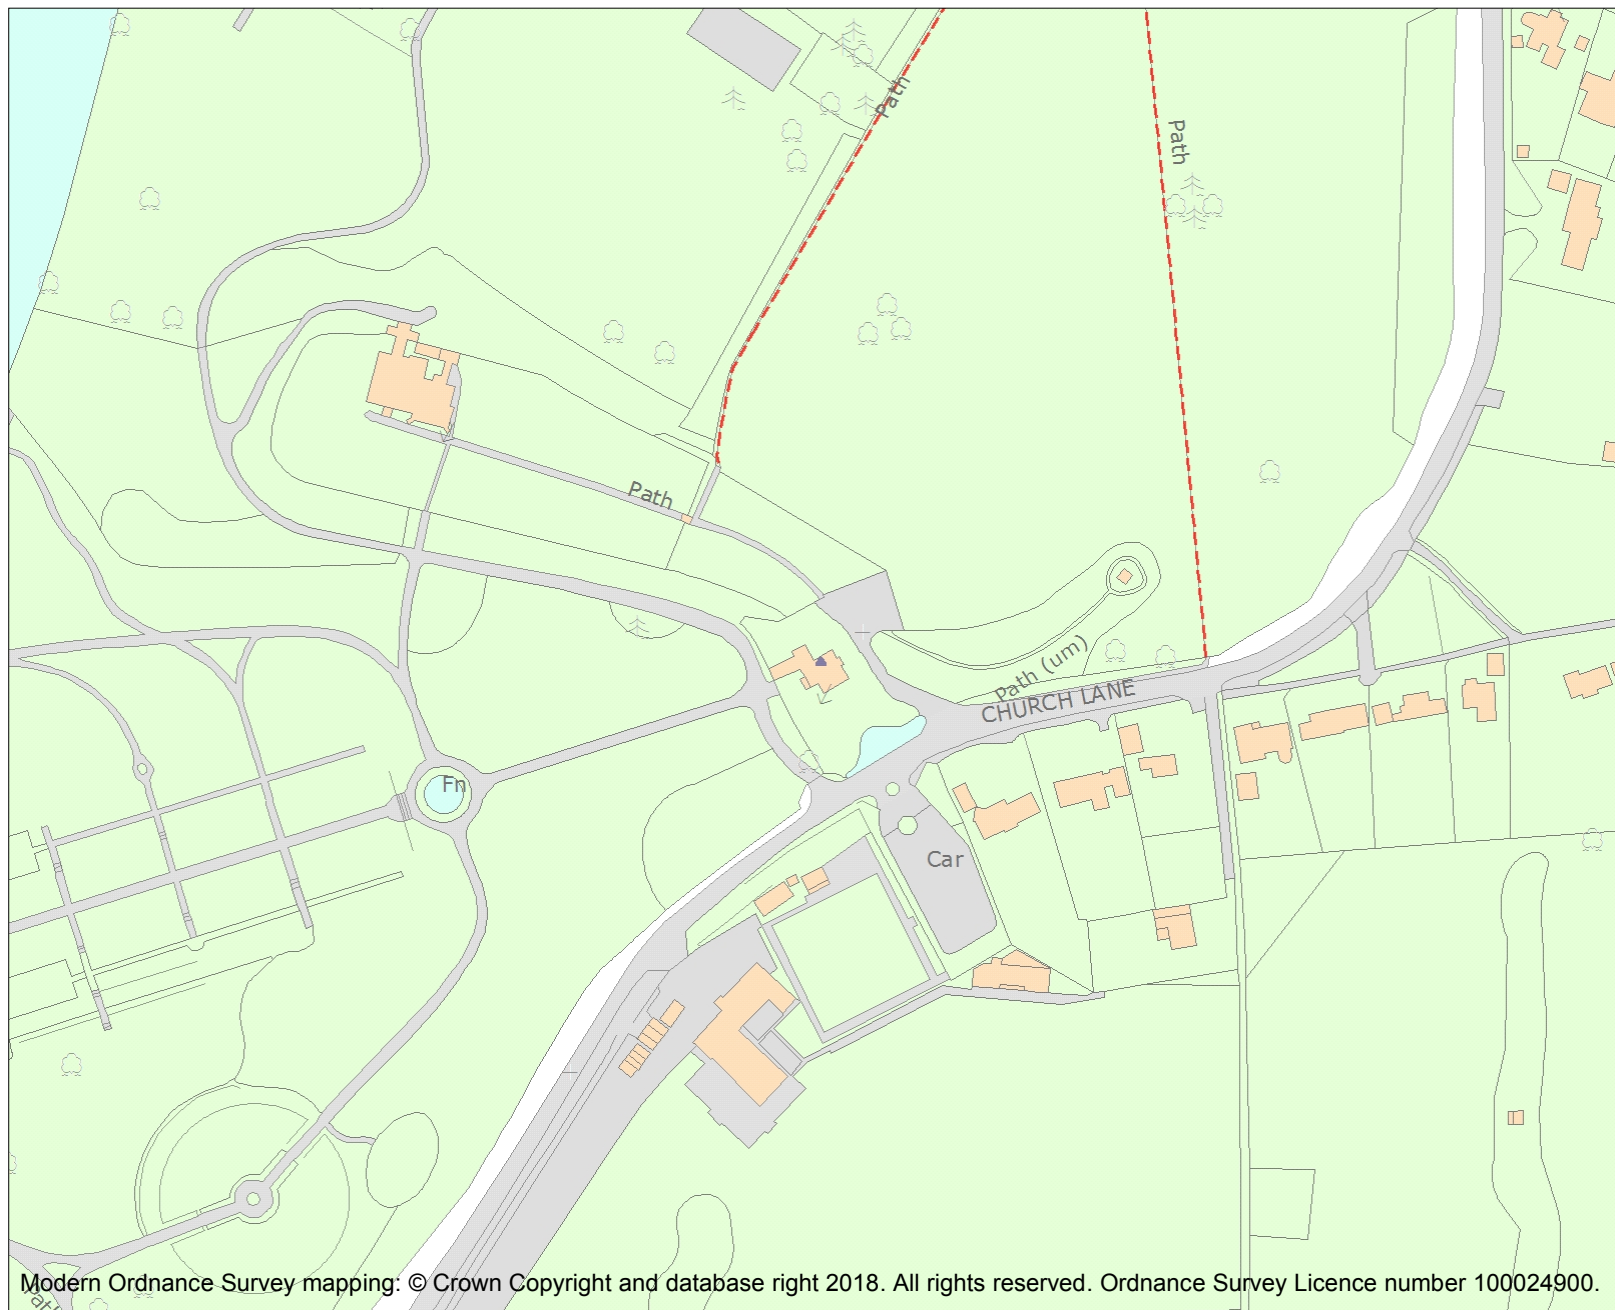 Path
Path
Path
Path (um)
CHURCH LANE
Fn
Car
Path
Modern Ordnance Survey mapping: © Crown Copyright and database right 2018. All rights reserved. Ordnance Survey Licence number 100024900.